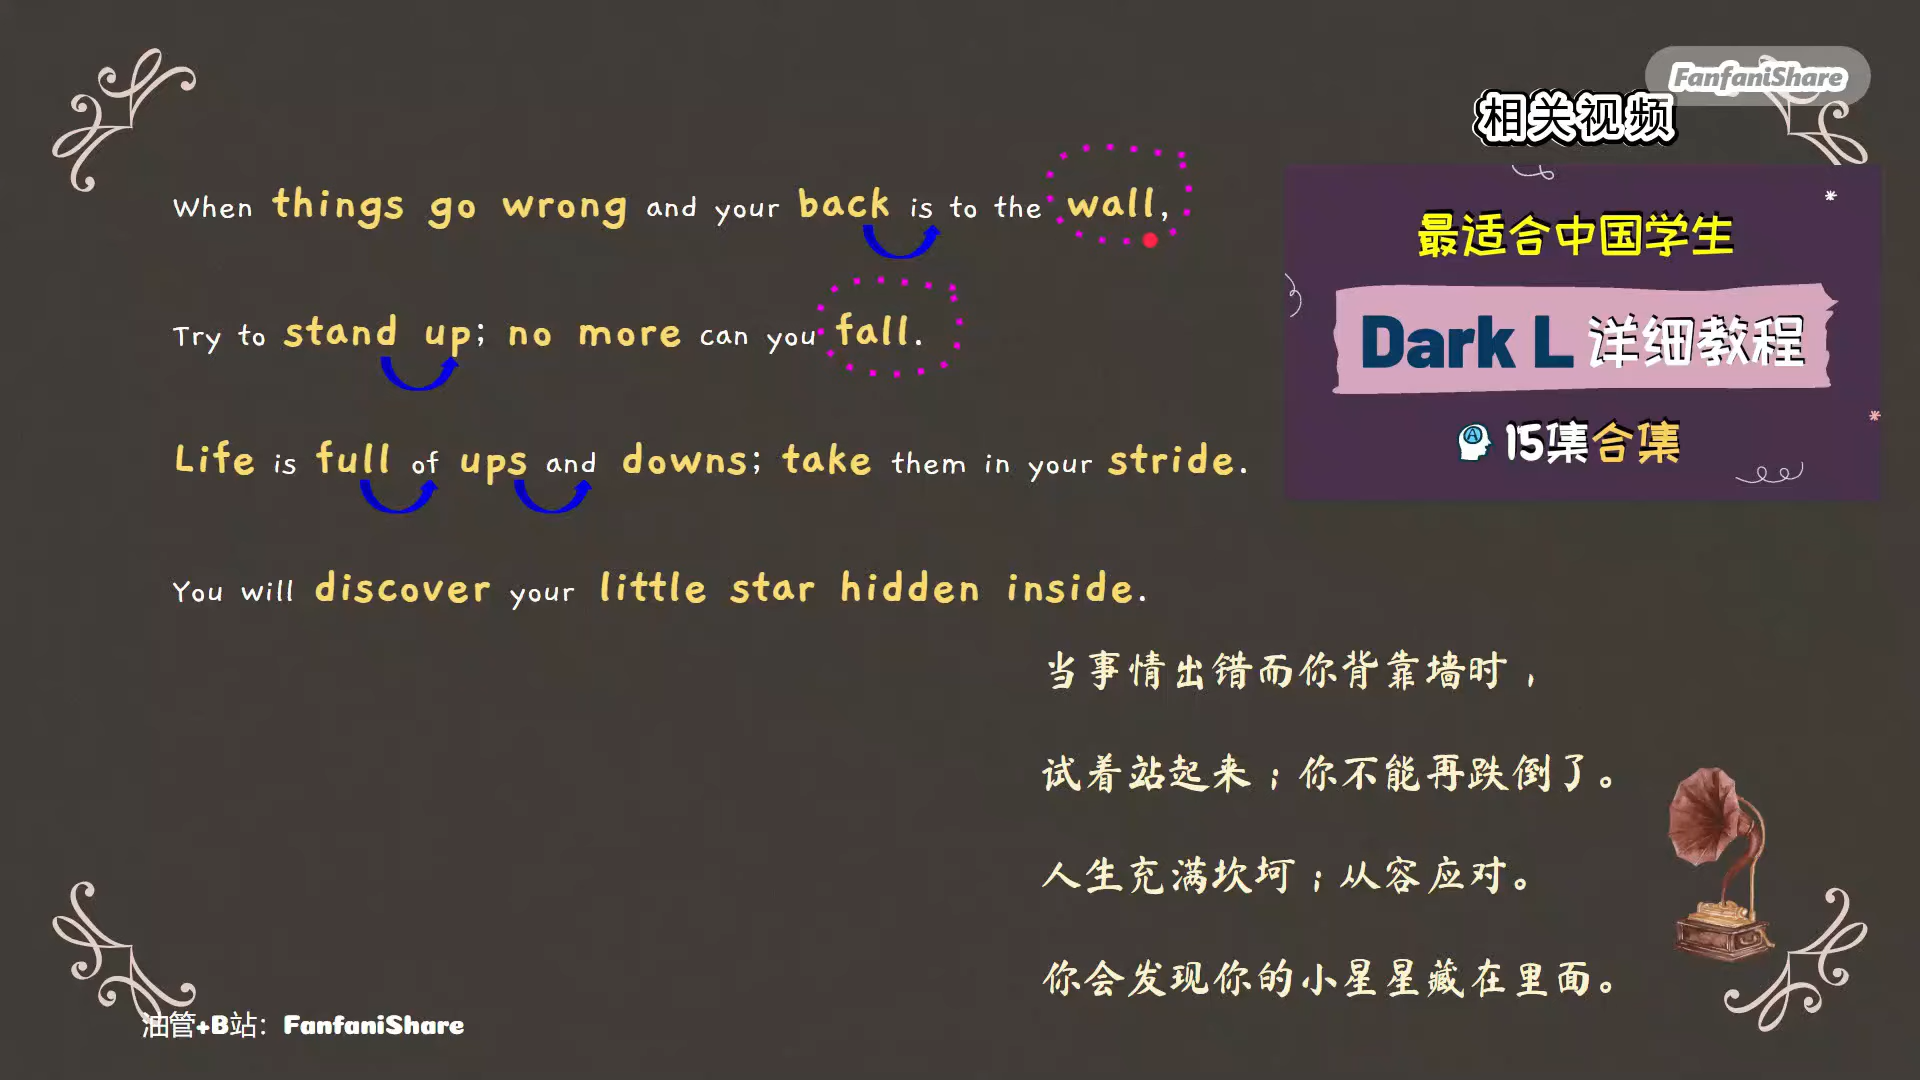 FanfaniShare
相关视频
When things go wrong and your back is to the wall,
Try to stand up; no more can you fall.
Life is full of ups and downs; take them in your stride.
You will discover your little star hidden inside.
最适合中国学生
Dark L 详细教程
15集合集
当事情出错而你背靠墙时，
试着站起来；你不能再跌倒了。
人生充满坎坷；从容应对。
你会发现你的小星星藏在里面。
油管+B站：FanfaniShare